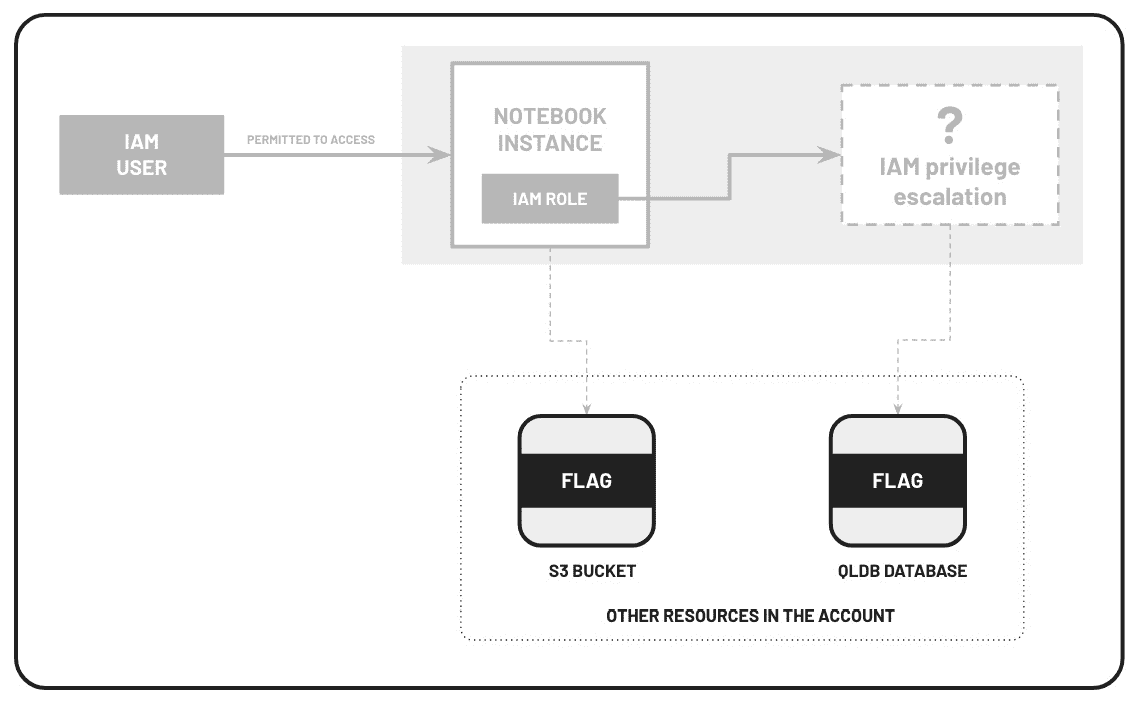 IAM
USER
PERMITTED TO ACCESS
NOTEBOOK
INSTANCE
IAM ROLE
?
IAM privilege
escalation
FLAG
FLAG
S3 BUCKET
QLDB DATABASE
OTHER RESOURCES IN THE ACCOUNT